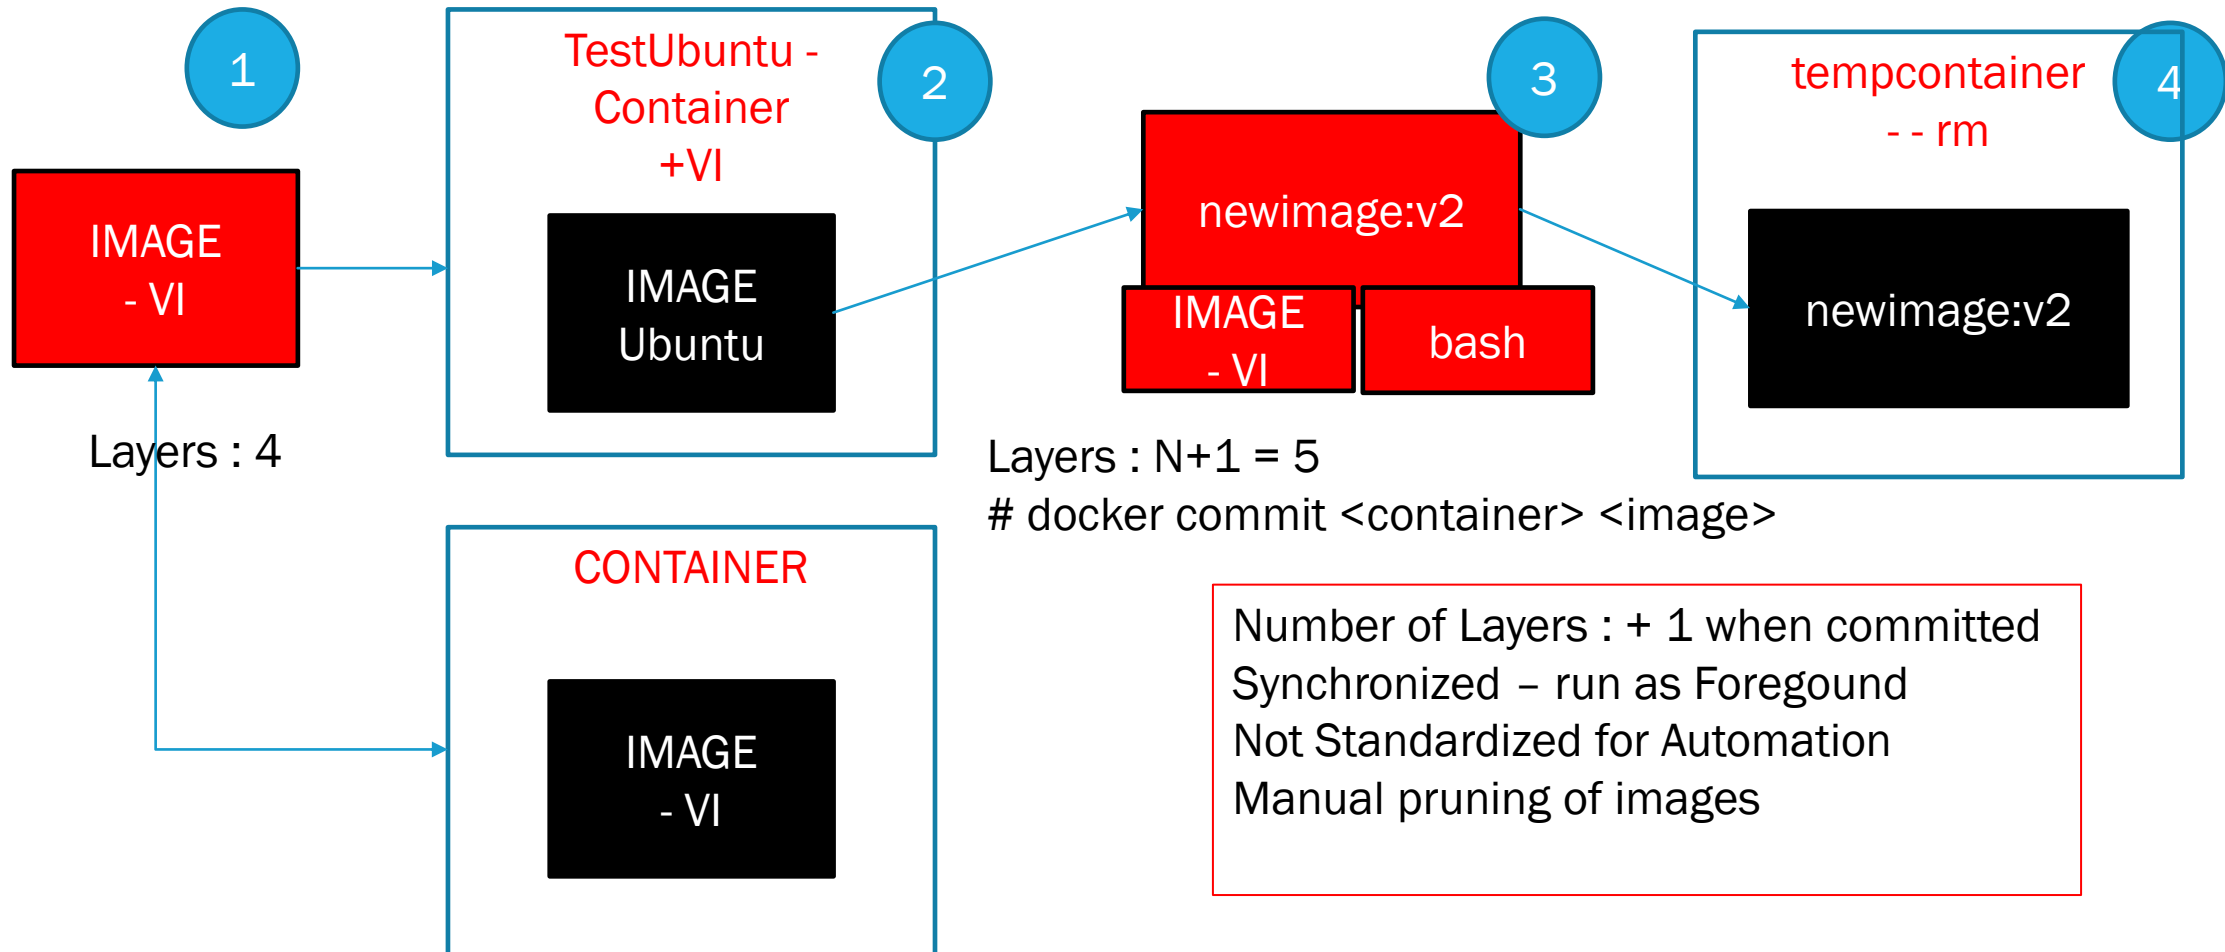 1
IMAGE
- VI
Layers : 4
TestUbuntu -
Container
+VI
2
IMAGE
Ubuntu
CONTAINER
IMAGE
- VI
3
newimage:v2
IMAGE
- VI
bash
Layers : N+1 = 5
# docker commit <container> <image>
tempcontainer
- - rm
4
newimage:v2
Number of Layers : + 1 when committed
Synchronized – run as Foregound
Not Standardized for Automation
Manual pruning of images